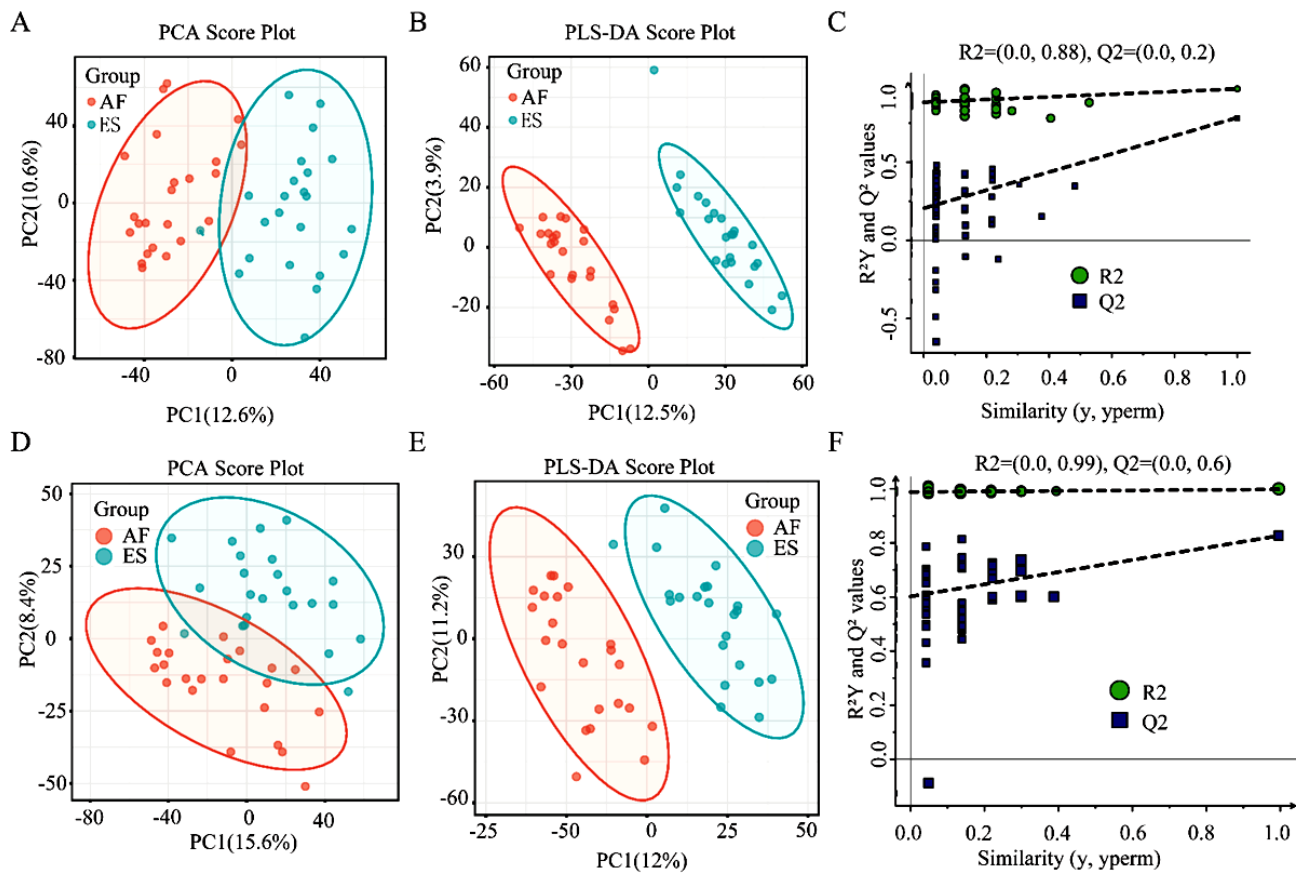 A
PCA Score Plot
Group
AF
ES
80
40
0
-40
-80
PC2(10.6%)
-40
0
40
PC1(12.6%)
B
PLS-DA Score Plot
Group
AF
ES
60
40
20
0
-20
PC2(3.9%)
-60
-30
0
30
60
PC1(12.5%)
C
R2=(0.0, 0.88), Q2=(0.0, 0.2)
1.0
0.5
0.0
-0.5
R²Y and Q² values
R2
Q2
0.0
0.2
0.4
0.6
0.8
1.0
Similarity (y, yperm)
D
PCA Score Plot
Group
AF
ES
50
25
0
-25
-50
PC2(8.4%)
-80
-40
0
40
PC1(15.6%)
E
PLS-DA Score Plot
Group
AF
ES
30
0
-30
-60
PC2(11.2%)
-25
-50
0
25
50
PC1(12%)
F
R2=(0.0, 0.99), Q2=(0.0, 0.6)
1.0
0.8
0.6
0.4
0.2
0.0
R²Y and Q² values
R2
Q2
0.0
0.2
0.4
0.6
0.8
1.0
Similarity (y, yperm)